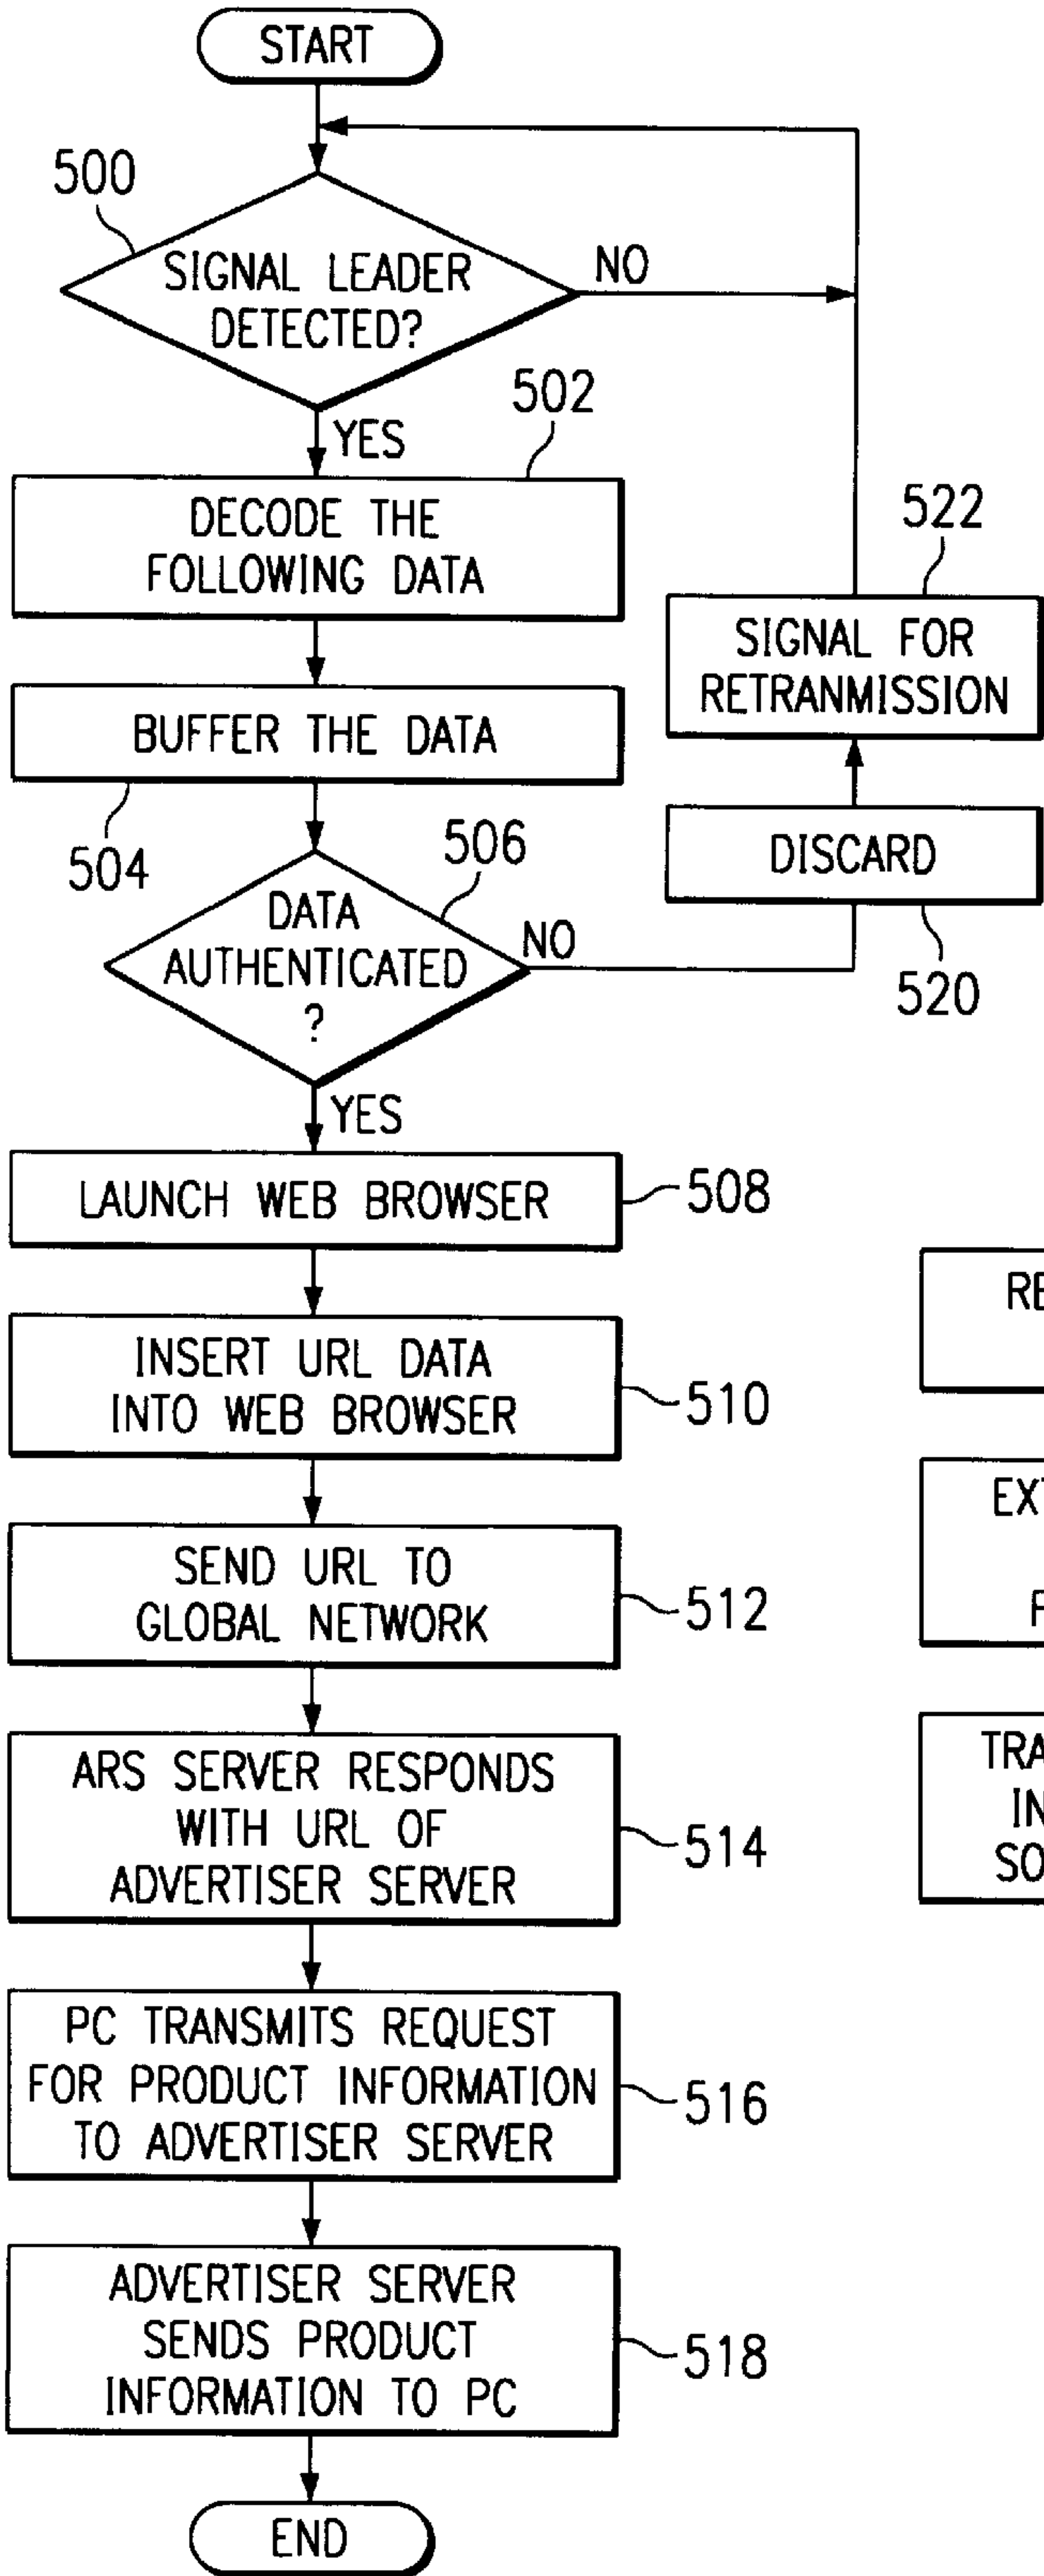 START
500
SIGNAL LEADER
DETECTED?
NO
YES
502
DECODE THE
FOLLOWING DATA
522
SIGNAL FOR
RETRANMISSION
BUFFER THE DATA
504
DISCARD
520
506
DATA
AUTHENTICATED
?
NO
YES
LAUNCH WEB BROWSER
508
INSERT URL DATA
INTO WEB BROWSER
510
SEND URL TO
GLOBAL NETWORK
512
ARS SERVER RESPONDS
WITH URL OF
ADVERTISER SERVER
514
PC TRANSMITS REQUEST
FOR PRODUCT INFORMATION
TO ADVERTISER SERVER
516
ADVERTISER SERVER
SENDS PRODUCT
INFORMATION TO PC
518
END